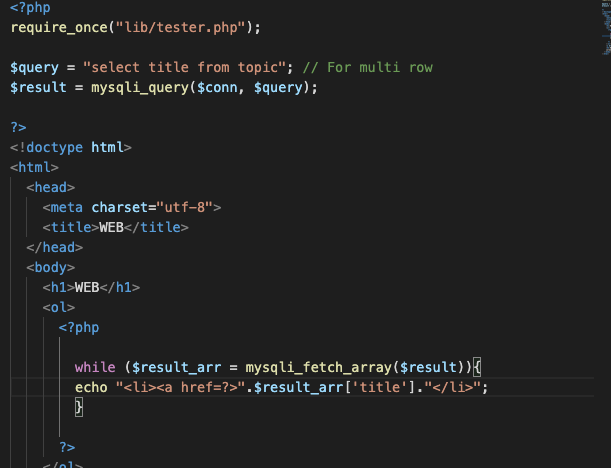 <?php
require_once("lib/tester.php");
$query = "select title from topic"; // For multi row
$result = mysqli_query($conn, $query);
?>
<!doctype html>
<html>
<head>
<meta charset="utf-8">
<title>WEB</title>
</head>
<body>
<h1>WEB</h1>
<ol>
<?php
while ($result_arr = mysqli_fetch_array($result)){
echo "<li><a href=?>".$result_arr['title']."</li>";
}
?>
</ol>